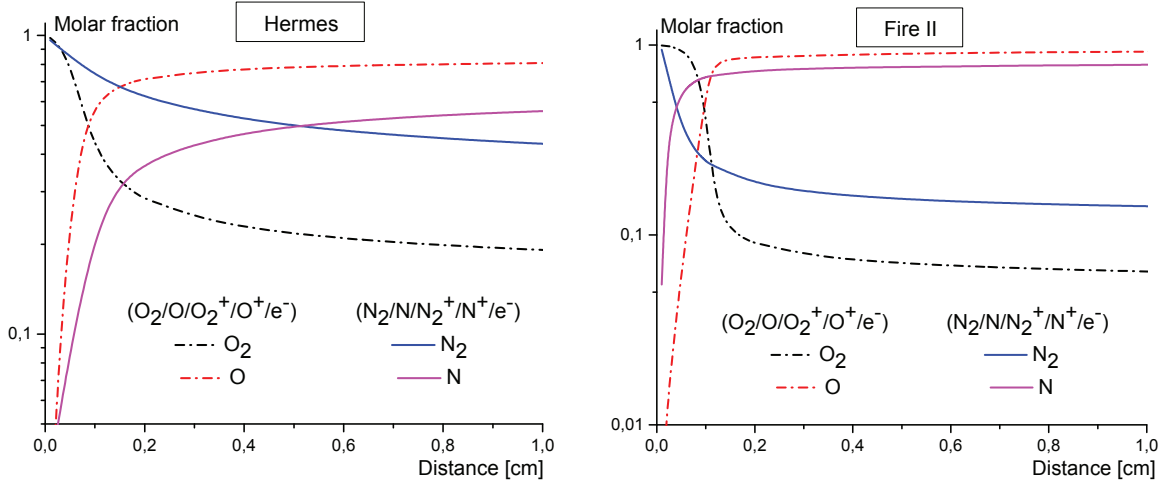 Molar fraction
Hermes
1
0,1
(O₂/O/O₂⁺/O⁺/e⁻)
(N₂/N/N₂⁺/N⁺/e⁻)
O₂
N₂
O
N
0,0
0,2
0,4
0,6
0,8
1,0
Distance [cm]
Molar fraction
Fire II
1
0,1
(O₂/O/O₂⁺/O⁺/e⁻)
(N₂/N/N₂⁺/N⁺/e⁻)
O₂
N₂
O
N
0,01
0,0
0,2
0,4
0,6
0,8
1,0
Distance [cm]